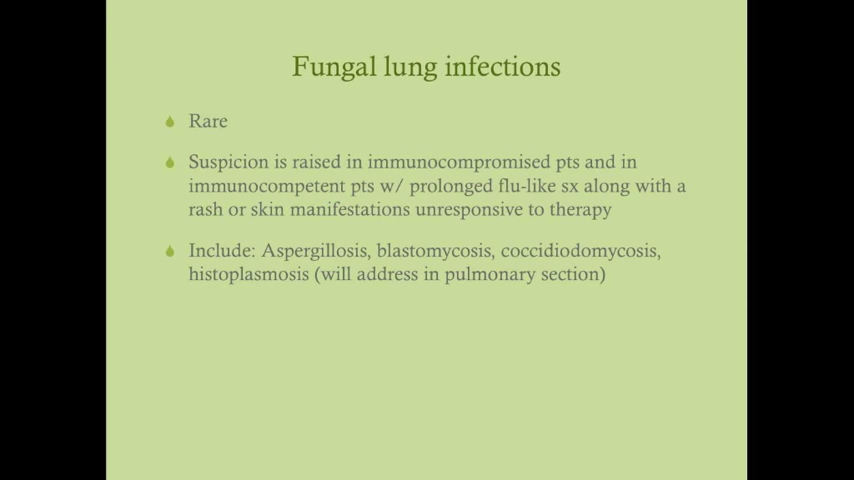 Fungal lung infections
Rare
Suspicion is raised in immunocompromised pts and in
immunocompetent pts w/ prolonged flu-like sx along with a
rash or skin manifestations unresponsive to therapy
Include: Aspergillosis, blastomycosis, coccidiodomycosis,
histoplasmosis (will address in pulmonary section)